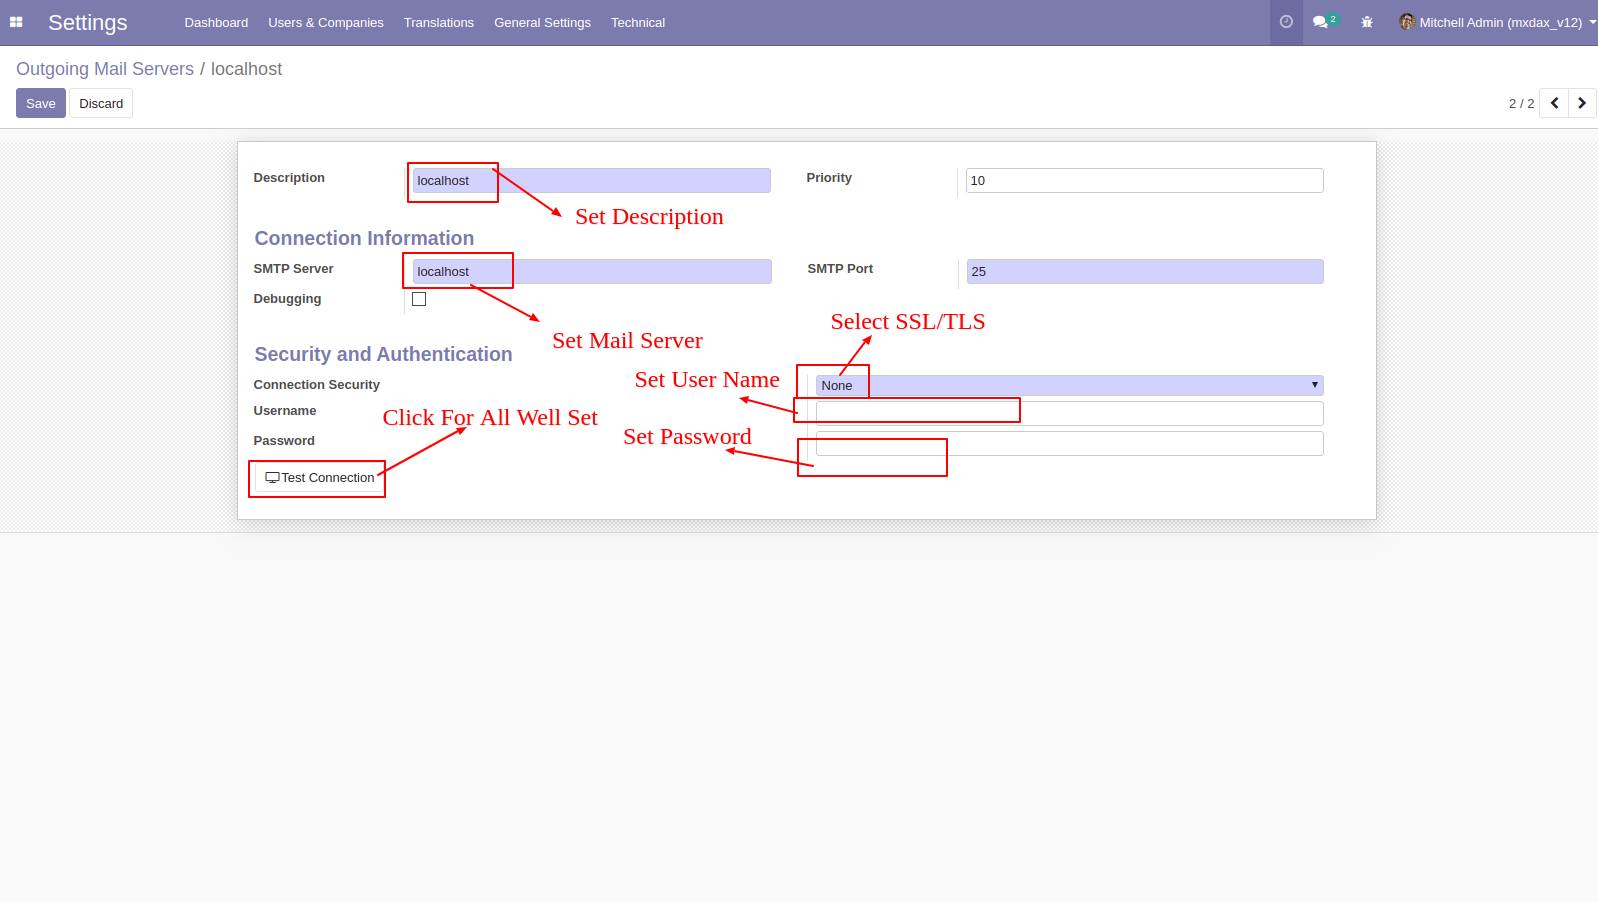 Settings Dashboard Users & Companies Translations General Settings Technical 2 Mitchell Admin (mxdax_v12)
Outgoing Mail Servers / localhost
Save Discard 2 / 2
Description localhost Priority 10
Set Description
Connection Information
SMTP Server localhost SMTP Port 25
Debugging
Select SSL/TLS
Set Mail Server
Security and Authentication
Set User Name
Connection Security None
Username
Click For All Well Set
Set Password
Password
Test Connection